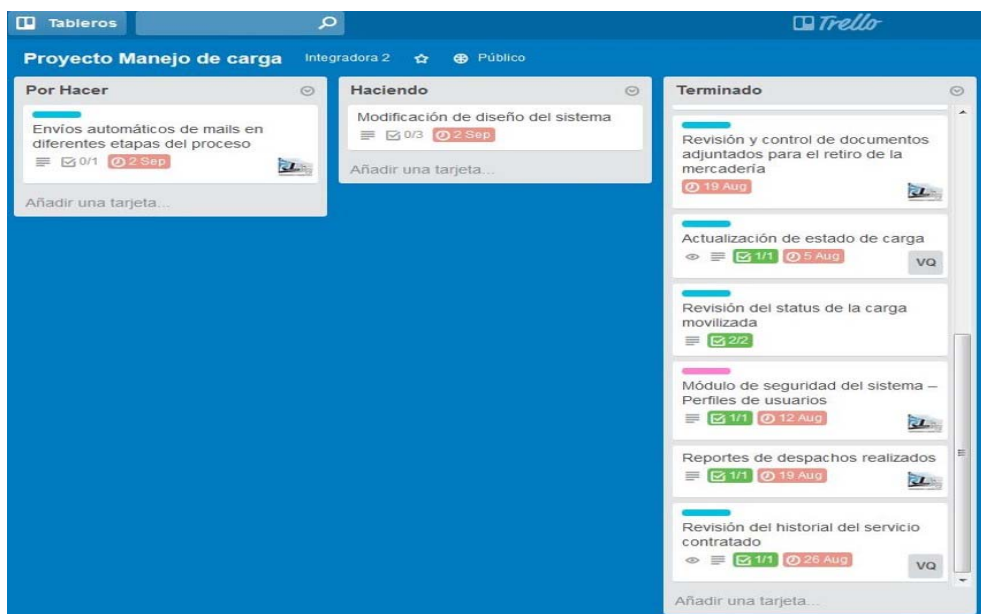 Tableros
Trello
Proyecto Manejo de carga Integradora 2 Público
Por Hacer
Envíos automáticos de mails en
diferentes etapas del proceso
0/1 2 Sep
Añadir una tarjeta...
Haciendo
Modificación de diseño del sistema
0/3 2 Sep
Añadir una tarjeta...
Terminado
Revisión y control de documentos
adjuntados para el retiro de la
mercadería
19 Aug
Actualización de estado de carga
1/1 5 Aug
VQ
Revisión del status de la carga
movilizada
2/2
Módulo de seguridad del sistema –
Perfiles de usuarios
1/1 12 Aug
Reportes de despachos realizados
1/1 19 Aug
Revisión del historial del servicio
contratado
1/1 26 Aug
VQ
Añadir una tarjeta...